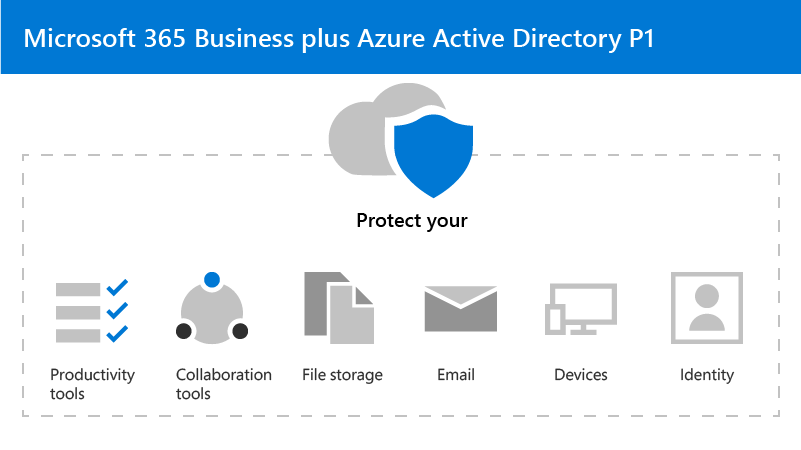 Microsoft 365 Business plus Azure Active Directory P1
Protect your
Productivity
tools
Collaboration
tools
File storage
Email
Devices
Identity